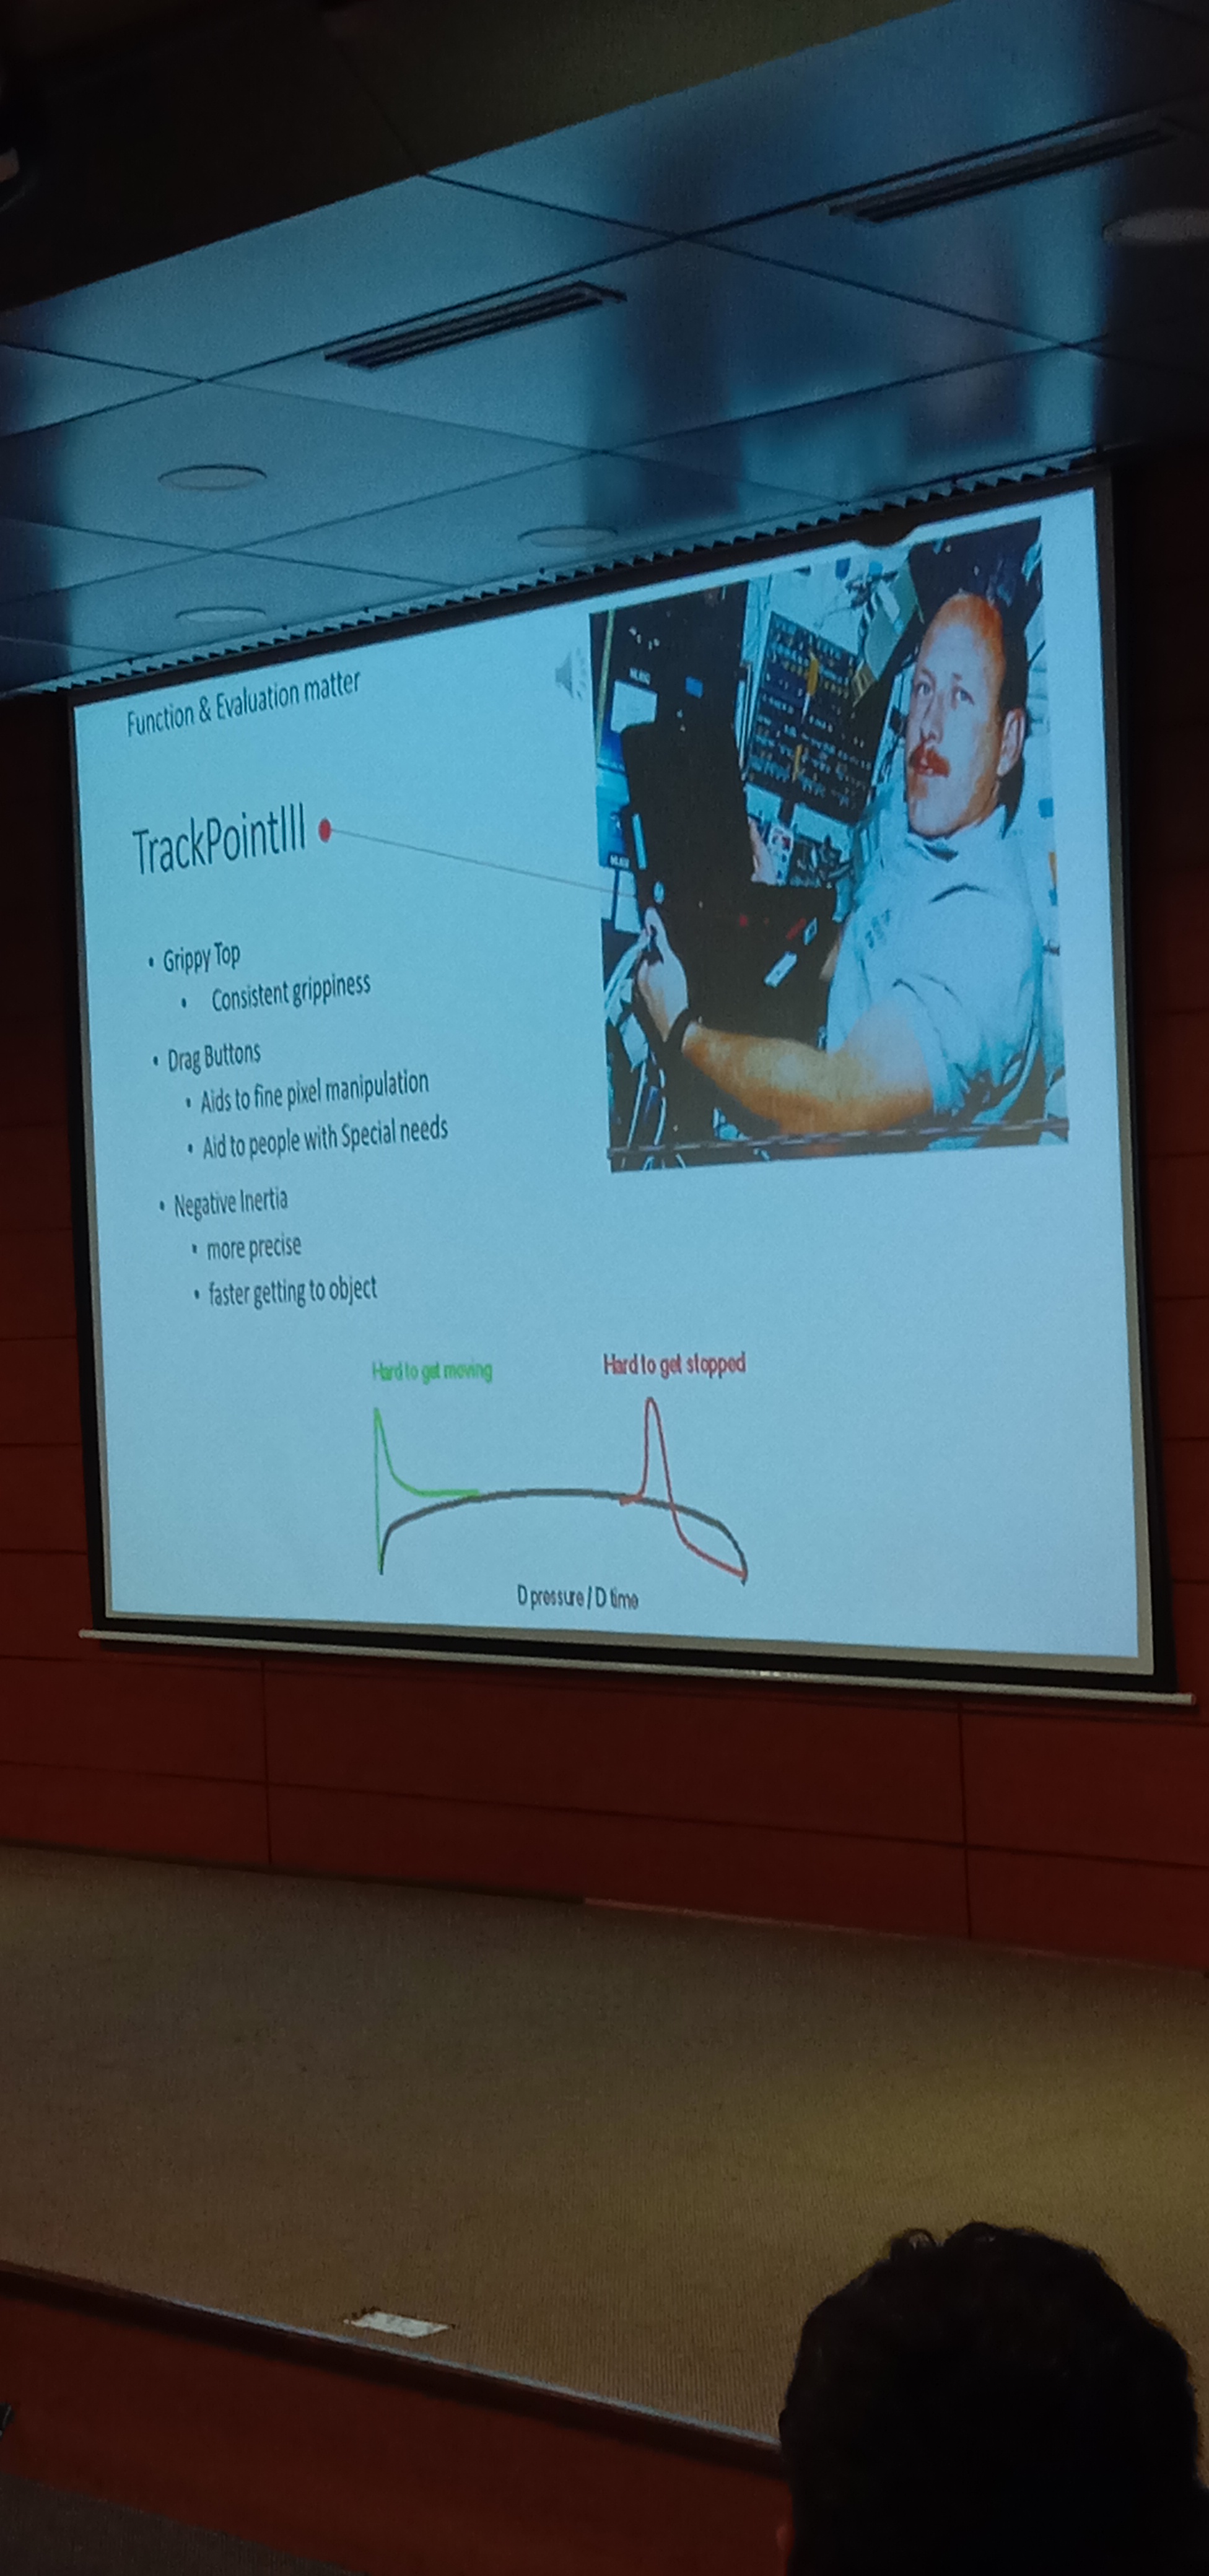 Function & Evaluation matter
TrackPointIII
• Grippy Top
• Consistent grippiness
• Drag Buttons
• Aids to fine pixel manipulation
• Aid to people with Special needs
• Negative Inertia
• more precise
• faster getting to object
Hard to get moving
Hard to get stopped
D pressure / D time